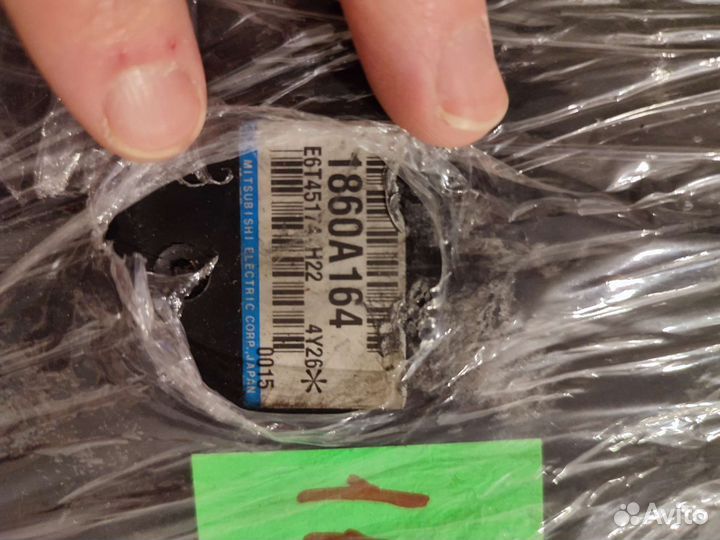 1860A164
E6T45174 H22 4Y26*
0015
MITSUBISHI ELECTRIC CORP. JAPAN
Avito